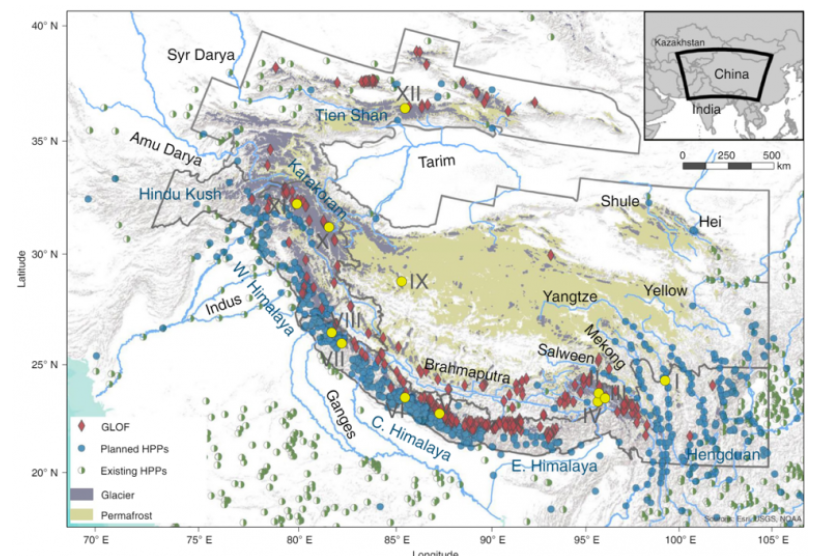 40° N
35° N
30° N
25° N
20° N
Latitude
Syr Darya
Amu Darya
Hindu Kush
Tien Shan
XII
Karakoram
Tarim
Kazakhstan
China
India
0 250 500
km
Shule
Hei
XI
X
IX
W. Himalaya
Indus
VIII
VII
Yangtze
Yellow
Mekong
Salween
Brahmaputra
I
IV
VI
Ganges
C. Himalaya
E. Himalaya
Hengduan
GLOF
Planned HPPs
Existing HPPs
Glacier
Permafrost
Sources: Esri, USGS, NOAA
70° E
75° E
80° E
85° E
90° E
95° E
100° E
105° E
Longitude